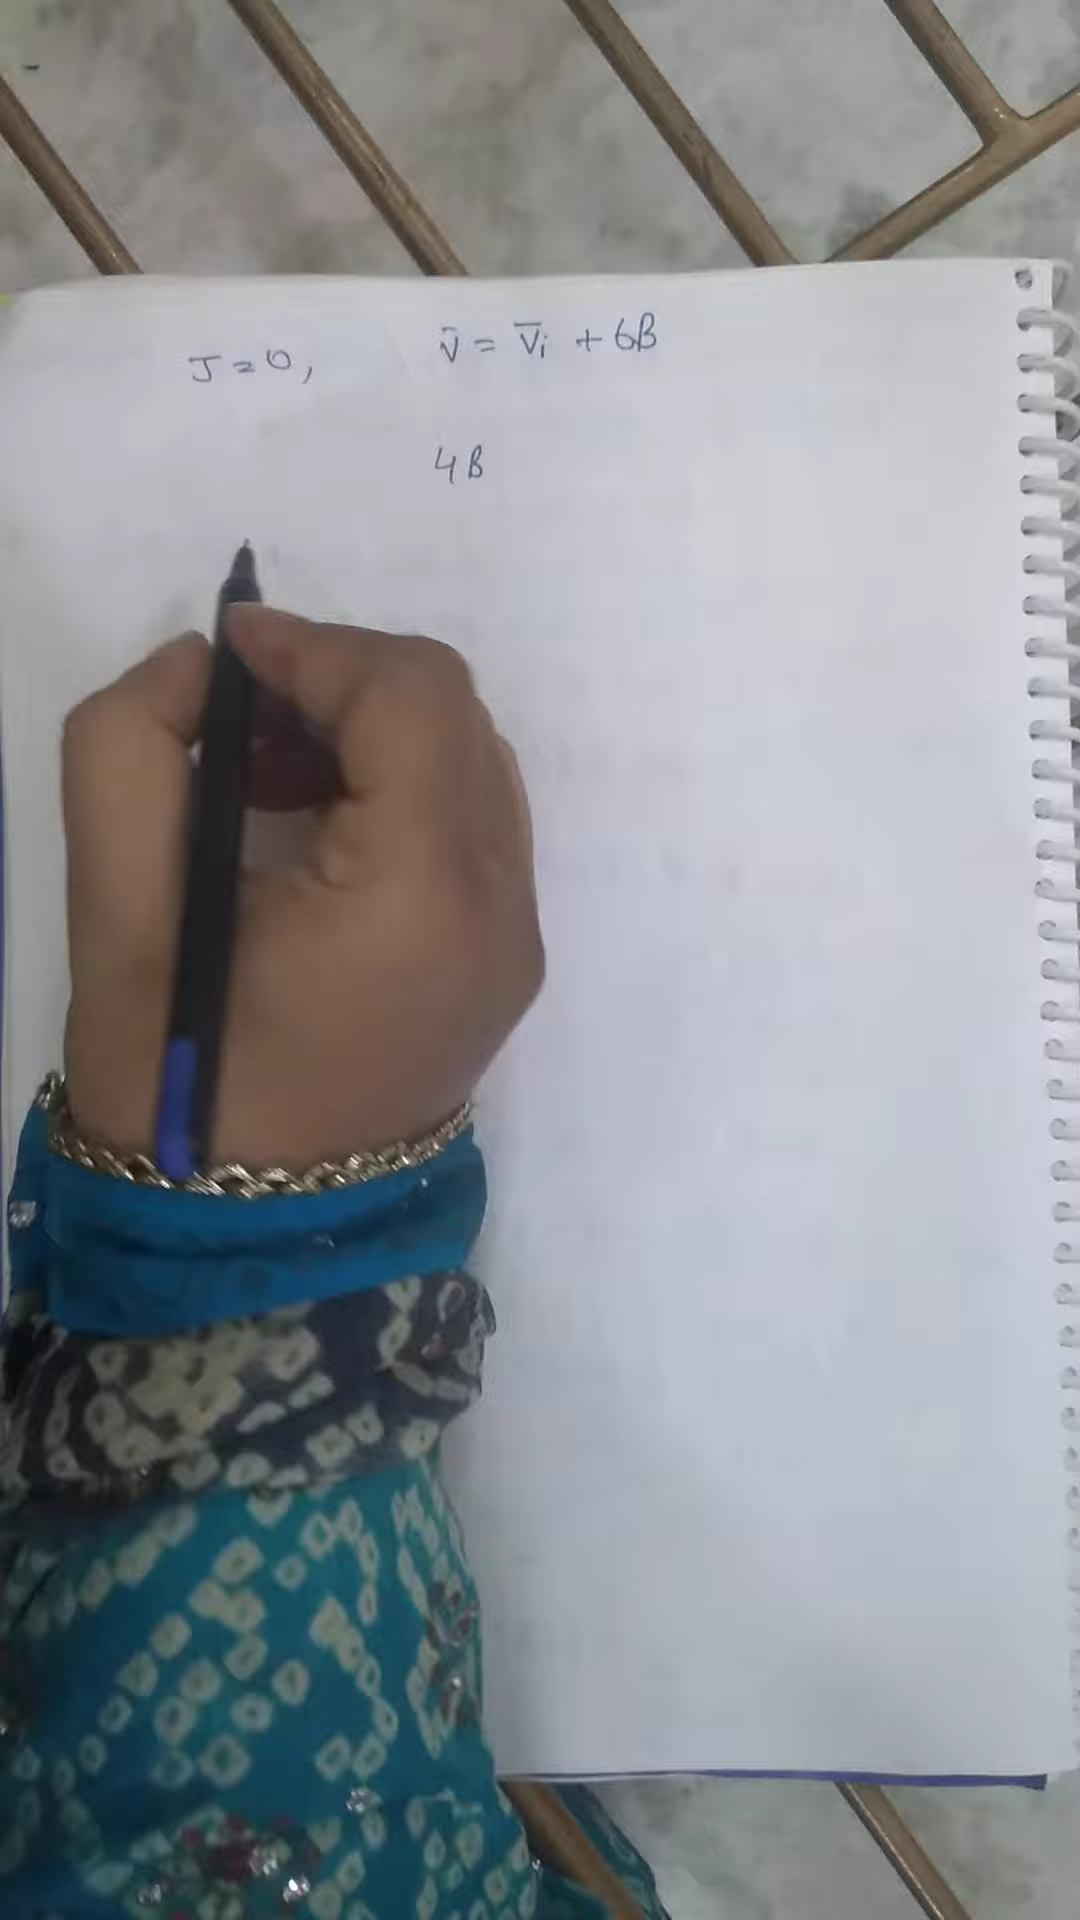 J = 0, ν̄ = ν̄i + 6B
4B